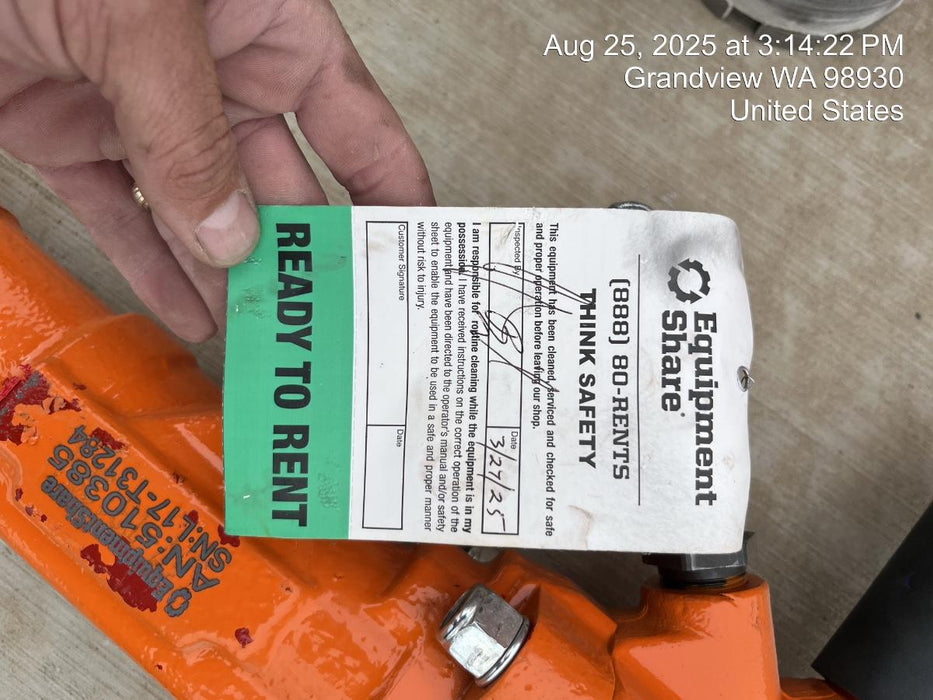 Aug 25, 2025 at 3:14:22 PM
Grandview WA 98930
United States
Equipment
Share
(888) 80-RENTS
THINK SAFETY
This equipment has been cleaned, serviced and checked for safe
and proper operation before leaving our shop.
Inspected By
Date
3/27/25
I am responsible for routine cleaning while the equipment is in my
possession. I have received instructions on the correct operation of the
equipment and have been directed to the operator's manual and/or safety
sheet to enable the equipment to be used in a safe and proper manner
without risk to injury.
Customer Signature
Date
READY TO RENT
EquipmentShare
AN:510385
SN:L17-T31284
EquipmentShare